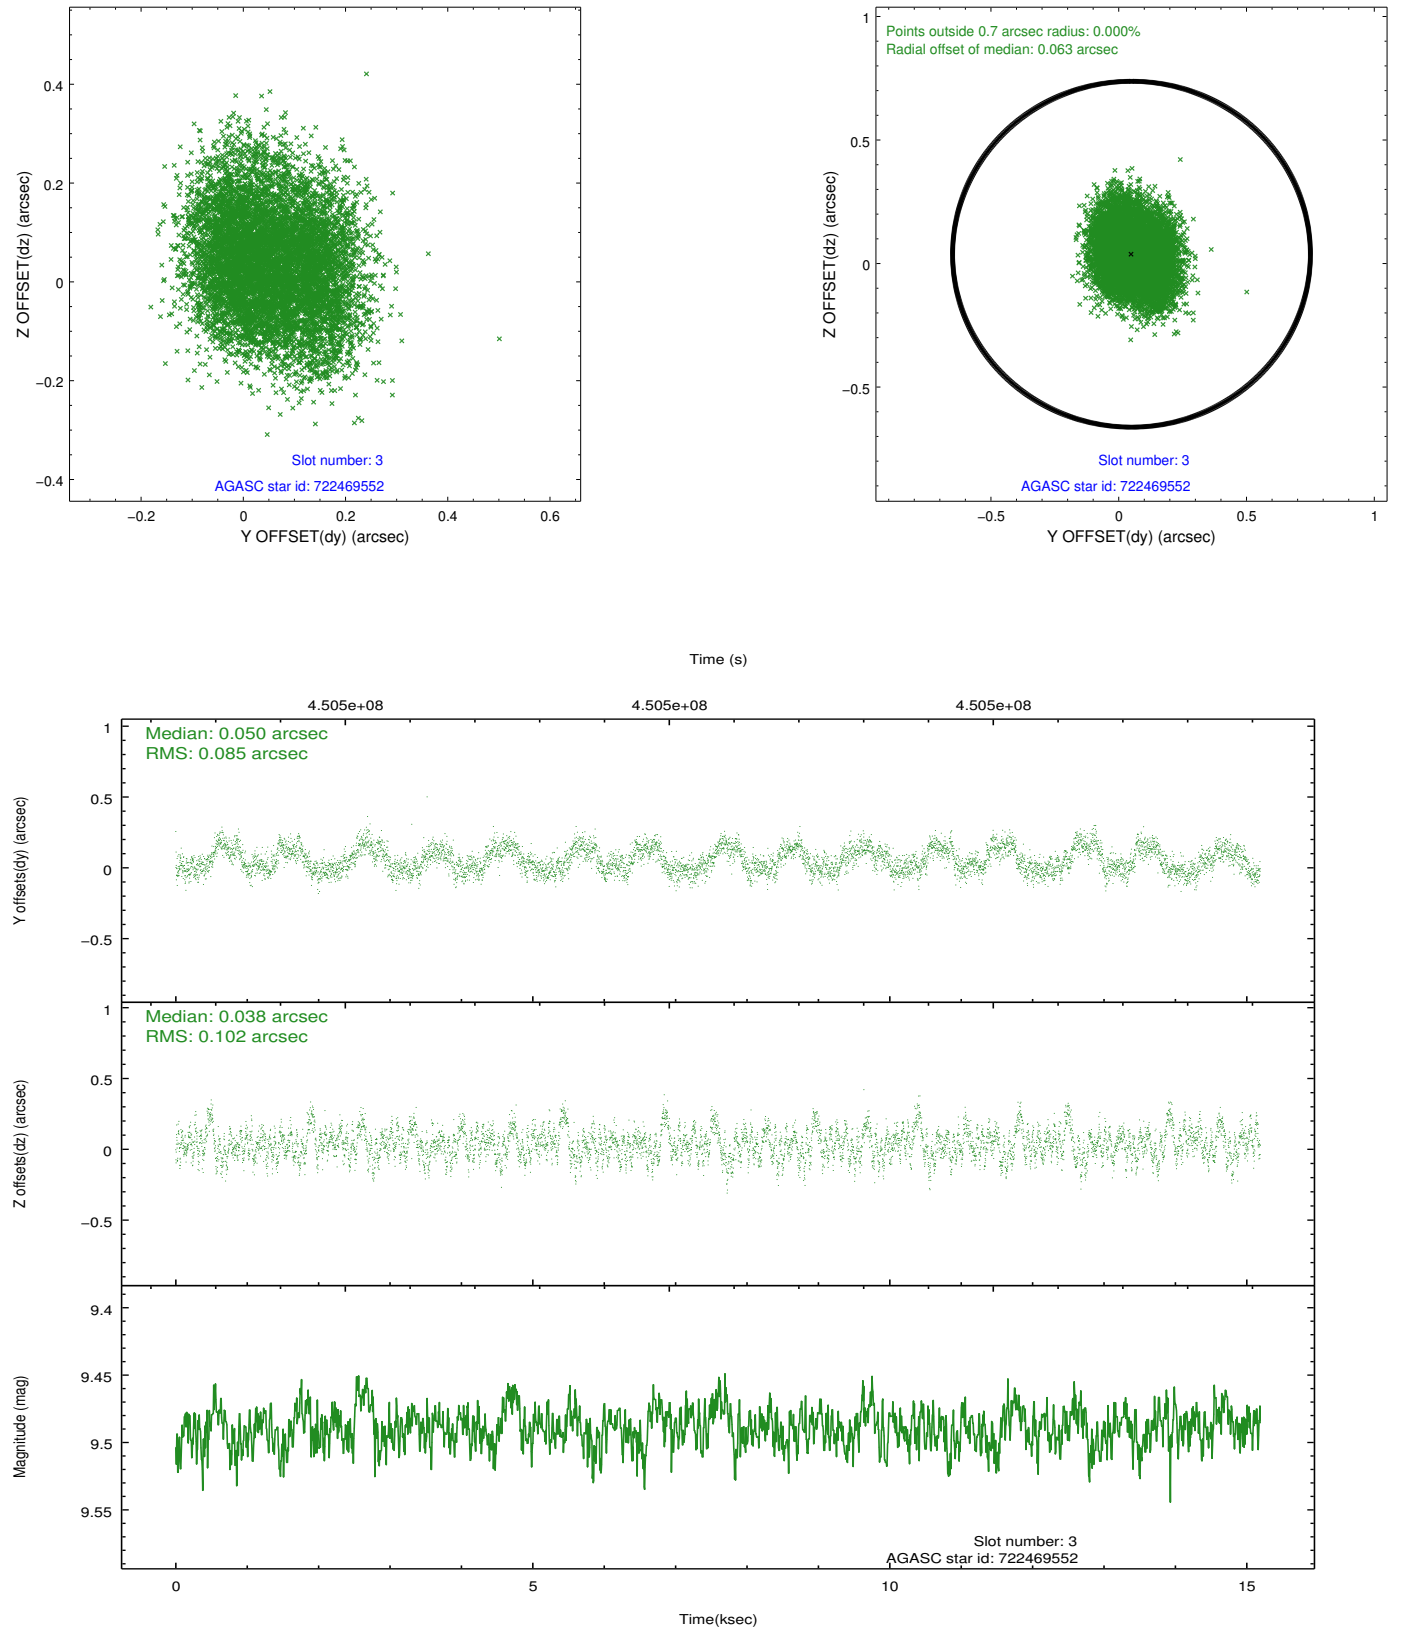 0.4
0.2
0
−0.2
−0.4
Z OFFSET(dz) (arcsec)
Slot number: 3
AGASC star id: 722469552
−0.2 0 0.2 0.4 0.6
Y OFFSET(dy) (arcsec)
Points outside 0.7 arcsec radius: 0.000%
Radial offset of median: 0.063 arcsec
1
0.5
0
−0.5
Z OFFSET(dz) (arcsec)
Slot number: 3
AGASC star id: 722469552
−0.5 0 0.5 1
Y OFFSET(dy) (arcsec)
Time (s)
4.505e+08 4.505e+08 4.505e+08
Median: 0.050 arcsec
RMS: 0.085 arcsec
1
0.5
0
−0.5
Y offsets(dy) (arcsec)
Median: 0.038 arcsec
RMS: 0.102 arcsec
1
0.5
0
−0.5
Z offsets(dz) (arcsec)
9.4
9.45
9.5
9.55
Magnitude (mag)
Slot number: 3
AGASC star id: 722469552
0 5 10 15
Time(ksec)